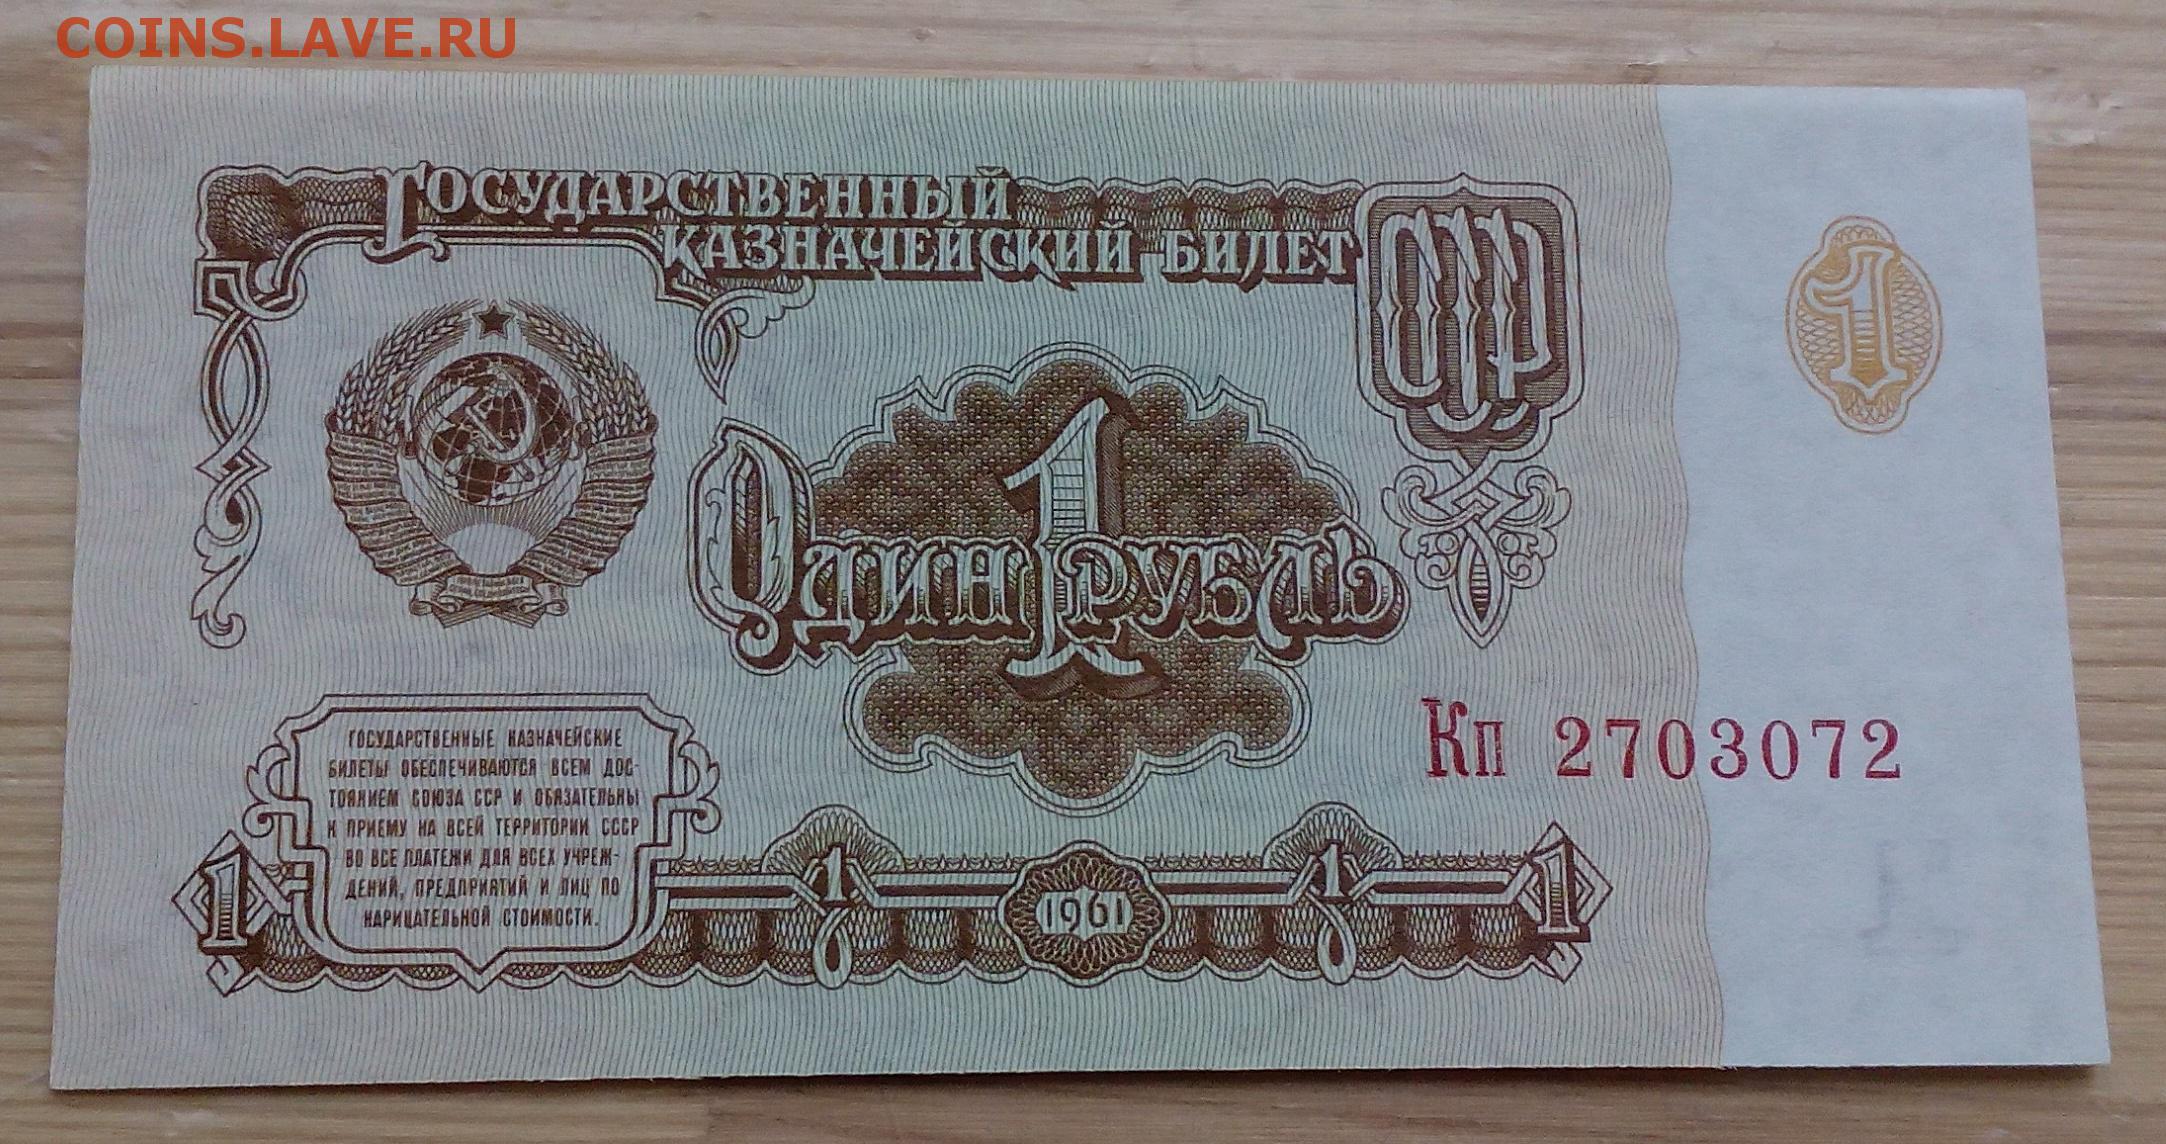 COINS.LAVE.RU
ГОСУДАРСТВЕННЫЙ
КАЗНАЧЕЙСКИЙ БИЛЕТ
СССР
1
1
ОДИН РУБЛЬ
Кп 2703072
ГОСУДАРСТВЕННЫЕ КАЗНАЧЕЙСКИЕ
БИЛЕТЫ ОБЕСПЕЧИВАЮТСЯ ВСЕМ ДОС-
ТОЯНИЕМ СОЮЗА ССР И ОБЯЗАТЕЛЬНЫ
К ПРИЕМУ НА ВСЕЙ ТЕРРИТОРИИ СССР
ВО ВСЕ ПЛАТЕЖИ ДЛЯ ВСЕХ УЧРЕЖ-
ДЕНИЙ, ПРЕДПРИЯТИЙ И ЛИЦ ПО
НАРИЦАТЕЛЬНОЙ СТОИМОСТИ.
1 1 1961 1 1